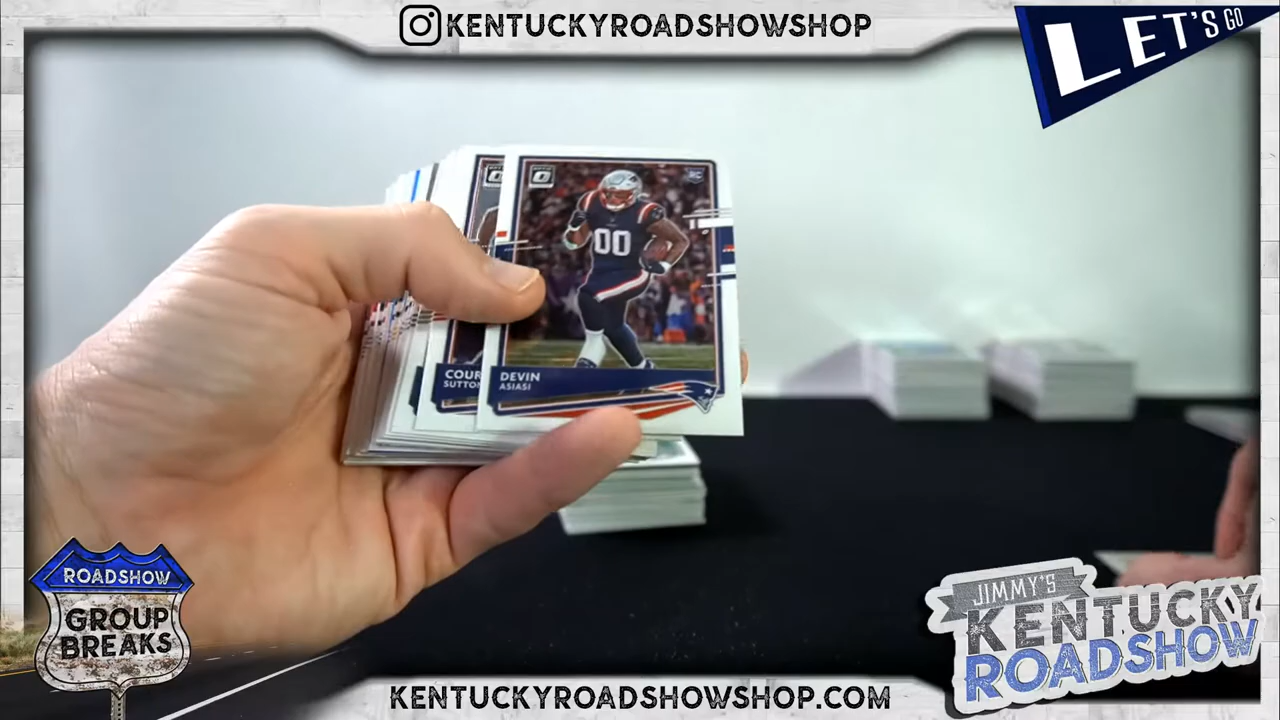 KENTUCKYROADSHOWSHOP
LET'S GO
RC
00
COUR
SUTTON
DEVIN
ASIASI
ROADSHOW
GROUP
BREAKS
JIMMY'S
KENTUCKY
ROADSHOW
KENTUCKYROADSHOWSHOP.COM